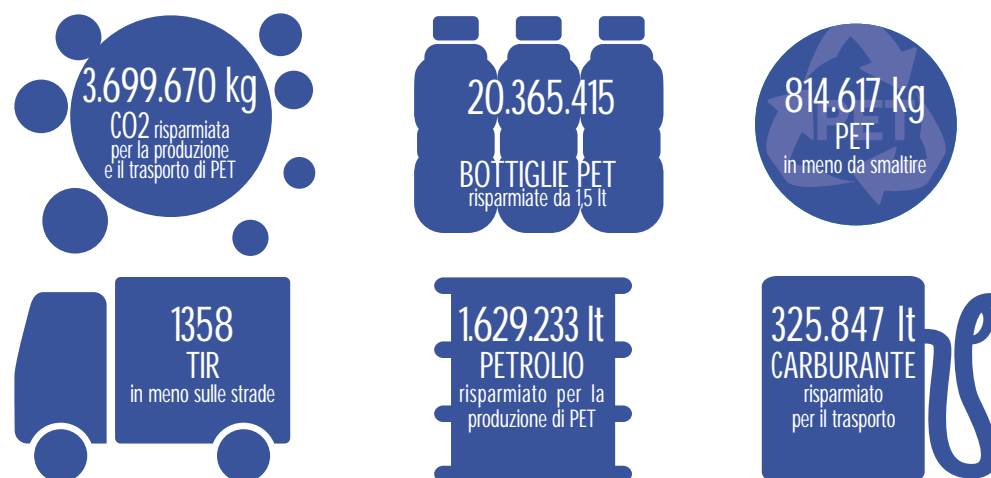 3.699.670 kg
CO2 risparmiata
per la produzione
e il trasporto di PET
20.365.415
BOTTIGLIE PET
risparmiate da 1,5 lt
PET
814.617 kg
PET
in meno da smaltire
1358
TIR
in meno sulle strade
1.629.233 lt
PETROLIO
risparmiato per la
produzione di PET
325.847 lt
CARBURANTE
risparmiato
per il trasporto